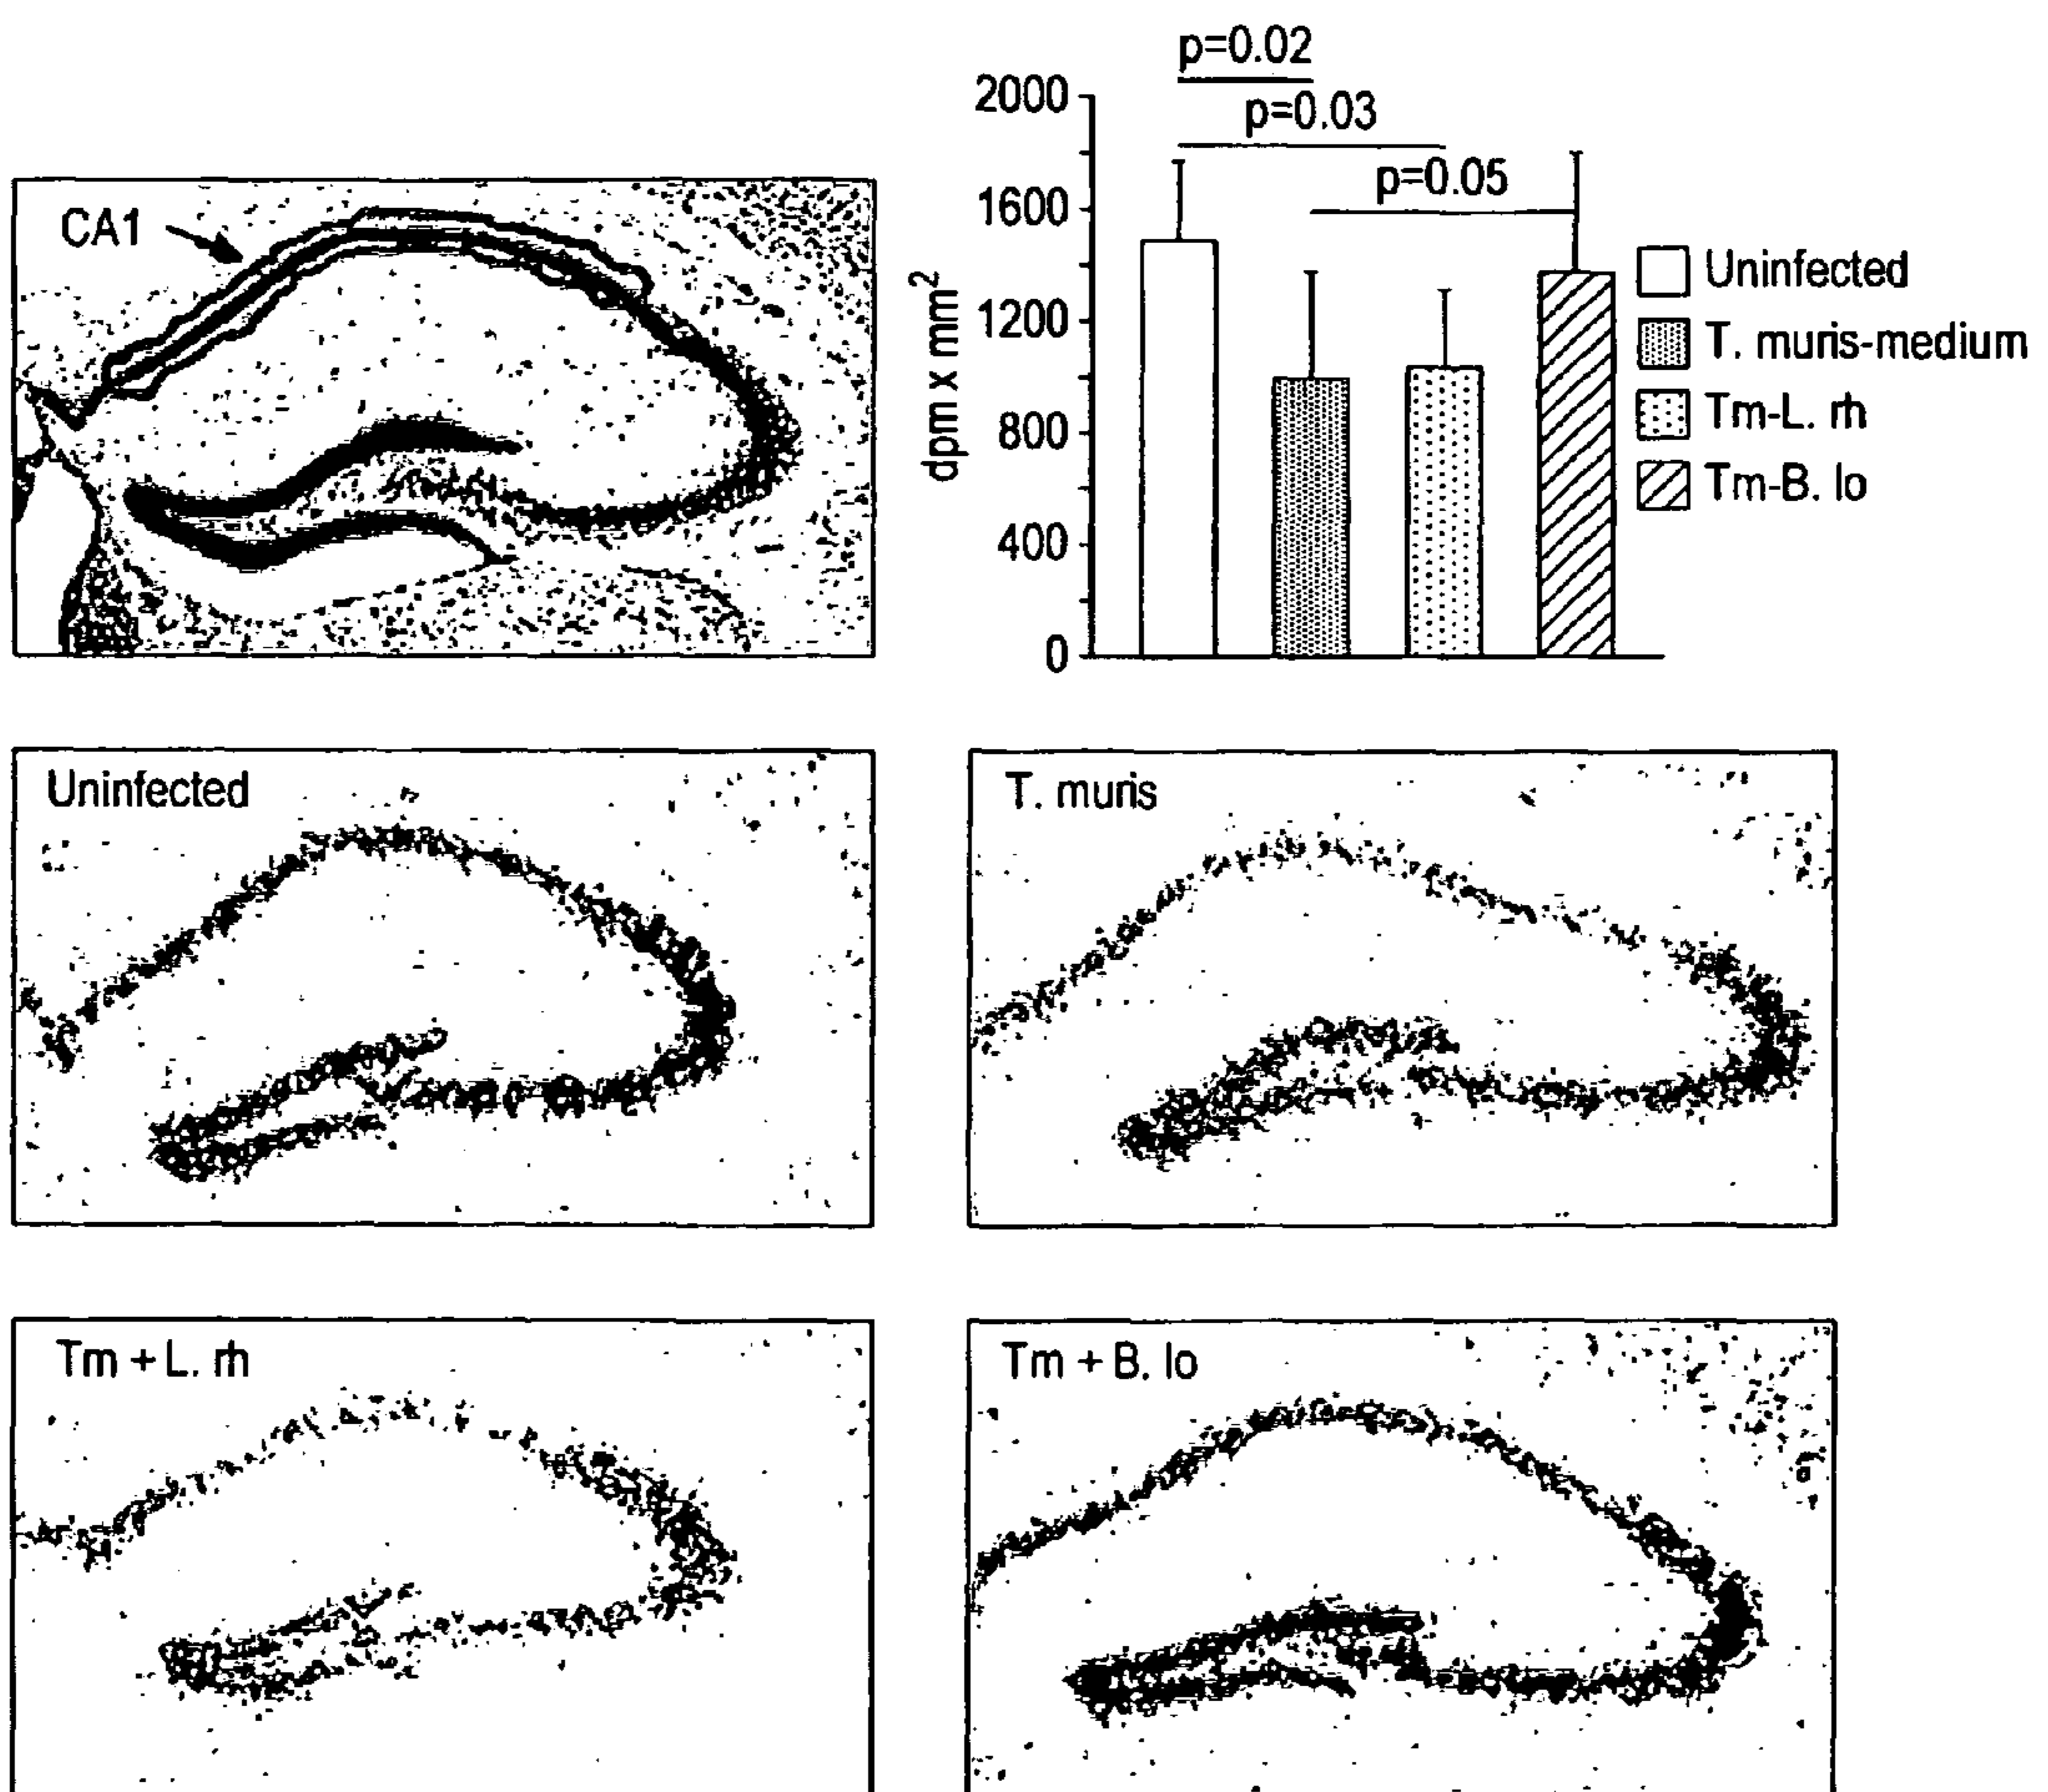 CA1
p=0.02
p=0.03
p=0.05
2000
1600
1200
800
400
0
dpm x mm²
Uninfected
T. muris-medium
Tm-L. rh
Tm-B. lo
Uninfected
T. muris
Tm + L. rh
Tm + B. lo